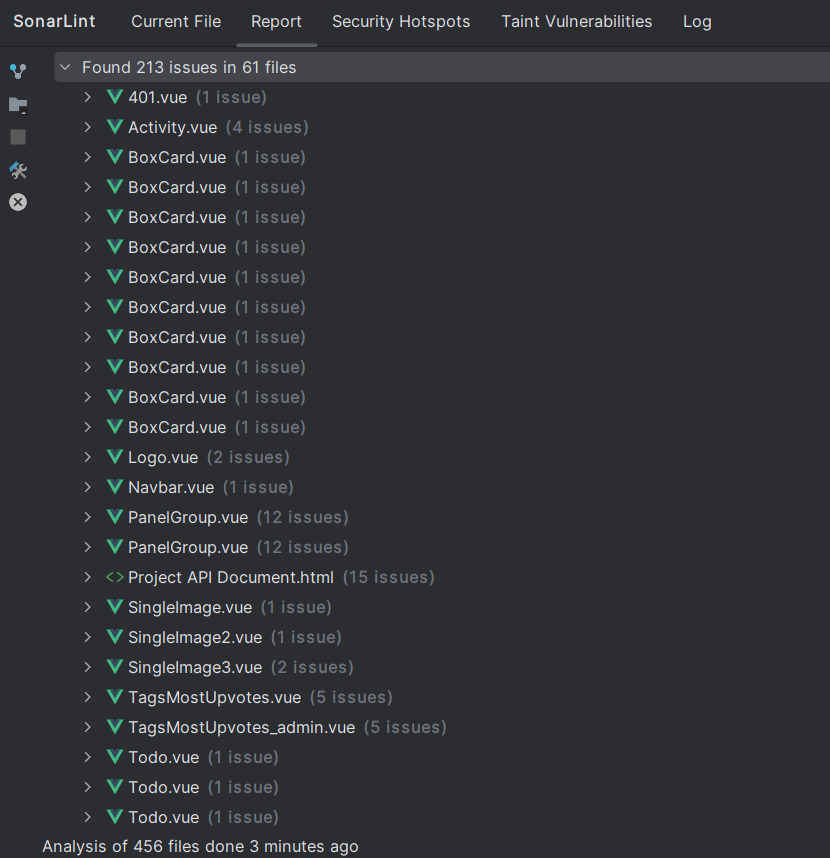 SonarLint Current File Report Security Hotspots Taint Vulnerabilities Log
Found 213 issues in 61 files
401.vue (1 issue)
Activity.vue (4 issues)
BoxCard.vue (1 issue)
BoxCard.vue (1 issue)
BoxCard.vue (1 issue)
BoxCard.vue (1 issue)
BoxCard.vue (1 issue)
BoxCard.vue (1 issue)
BoxCard.vue (1 issue)
BoxCard.vue (1 issue)
BoxCard.vue (1 issue)
BoxCard.vue (1 issue)
Logo.vue (2 issues)
Navbar.vue (1 issue)
PanelGroup.vue (12 issues)
PanelGroup.vue (12 issues)
Project API Document.html (15 issues)
SingleImage.vue (1 issue)
SingleImage2.vue (1 issue)
SingleImage3.vue (2 issues)
TagsMostUpvotes.vue (5 issues)
TagsMostUpvotes_admin.vue (5 issues)
Todo.vue (1 issue)
Todo.vue (1 issue)
Todo.vue (1 issue)
Analysis of 456 files done 3 minutes ago